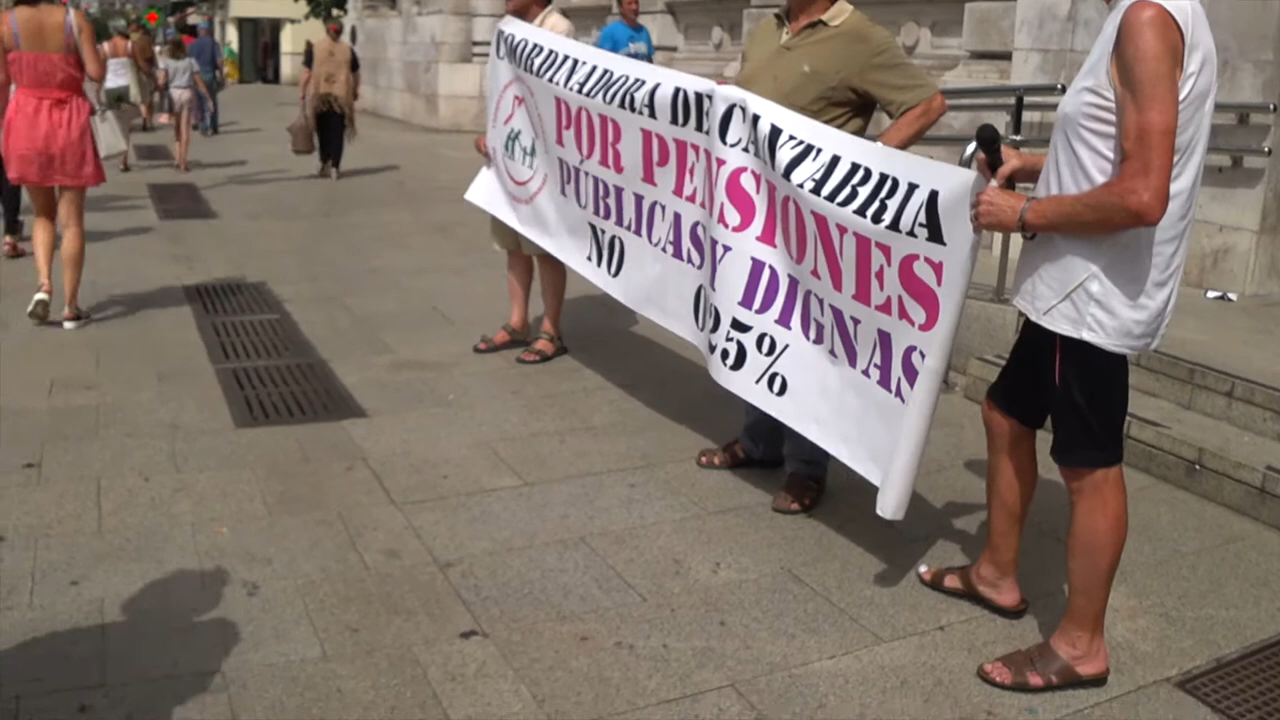 COORDINADORA DE CANTABRIA
POR PENSIONES
PÚBLICAS Y DIGNAS
NO 0,25%